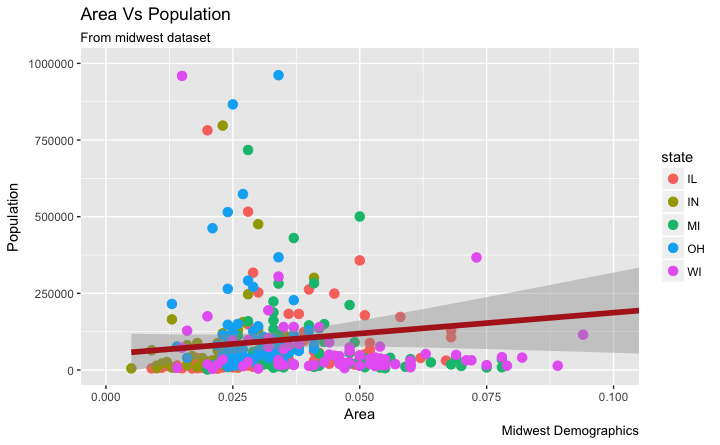 Area Vs Population
From midwest dataset
Population
1000000
750000
500000
250000
0
0.000
0.025
0.050
0.075
0.100
Area
state
IL
IN
MI
OH
WI
Midwest Demographics